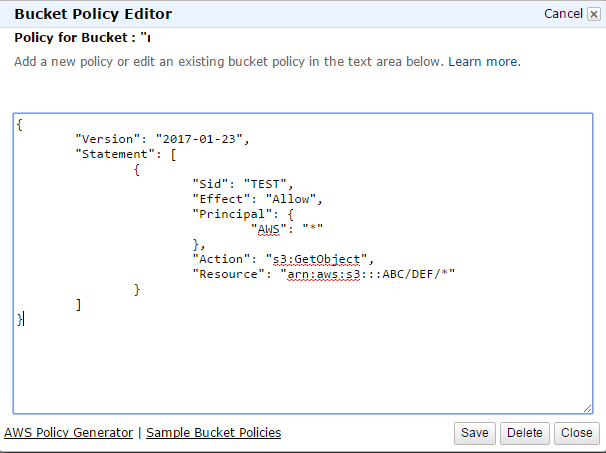 Bucket Policy Editor
Cancel
Policy for Bucket : "
Add a new policy or edit an existing bucket policy in the text area below. Learn more.
{
"Version": "2017-01-23",
"Statement": [
{
"Sid": "TEST",
"Effect": "Allow",
"Principal": {
"AWS": "*"
},
"Action": "s3:GetObject",
"Resource": "arn:aws:s3:::ABC/DEF/*"
}
]
}
AWS Policy Generator | Sample Bucket Policies
Save Delete Close